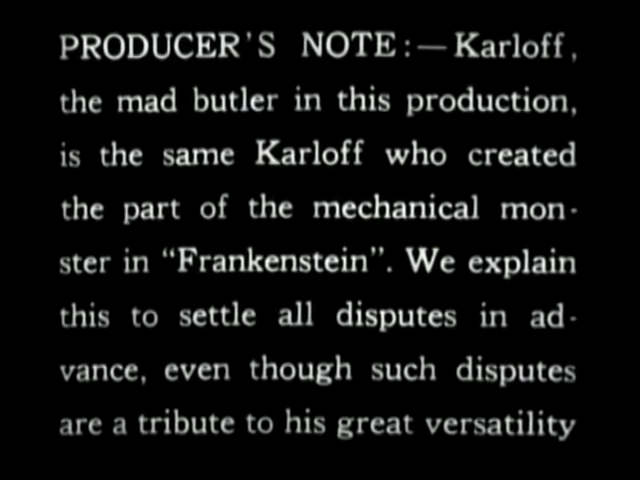 PRODUCER'S NOTE:—Karloff,
the mad butler in this production,
is the same Karloff who created
the part of the mechanical mon-
ster in “Frankenstein”. We explain
this to settle all disputes in ad-
vance, even though such disputes
are a tribute to his great versatility